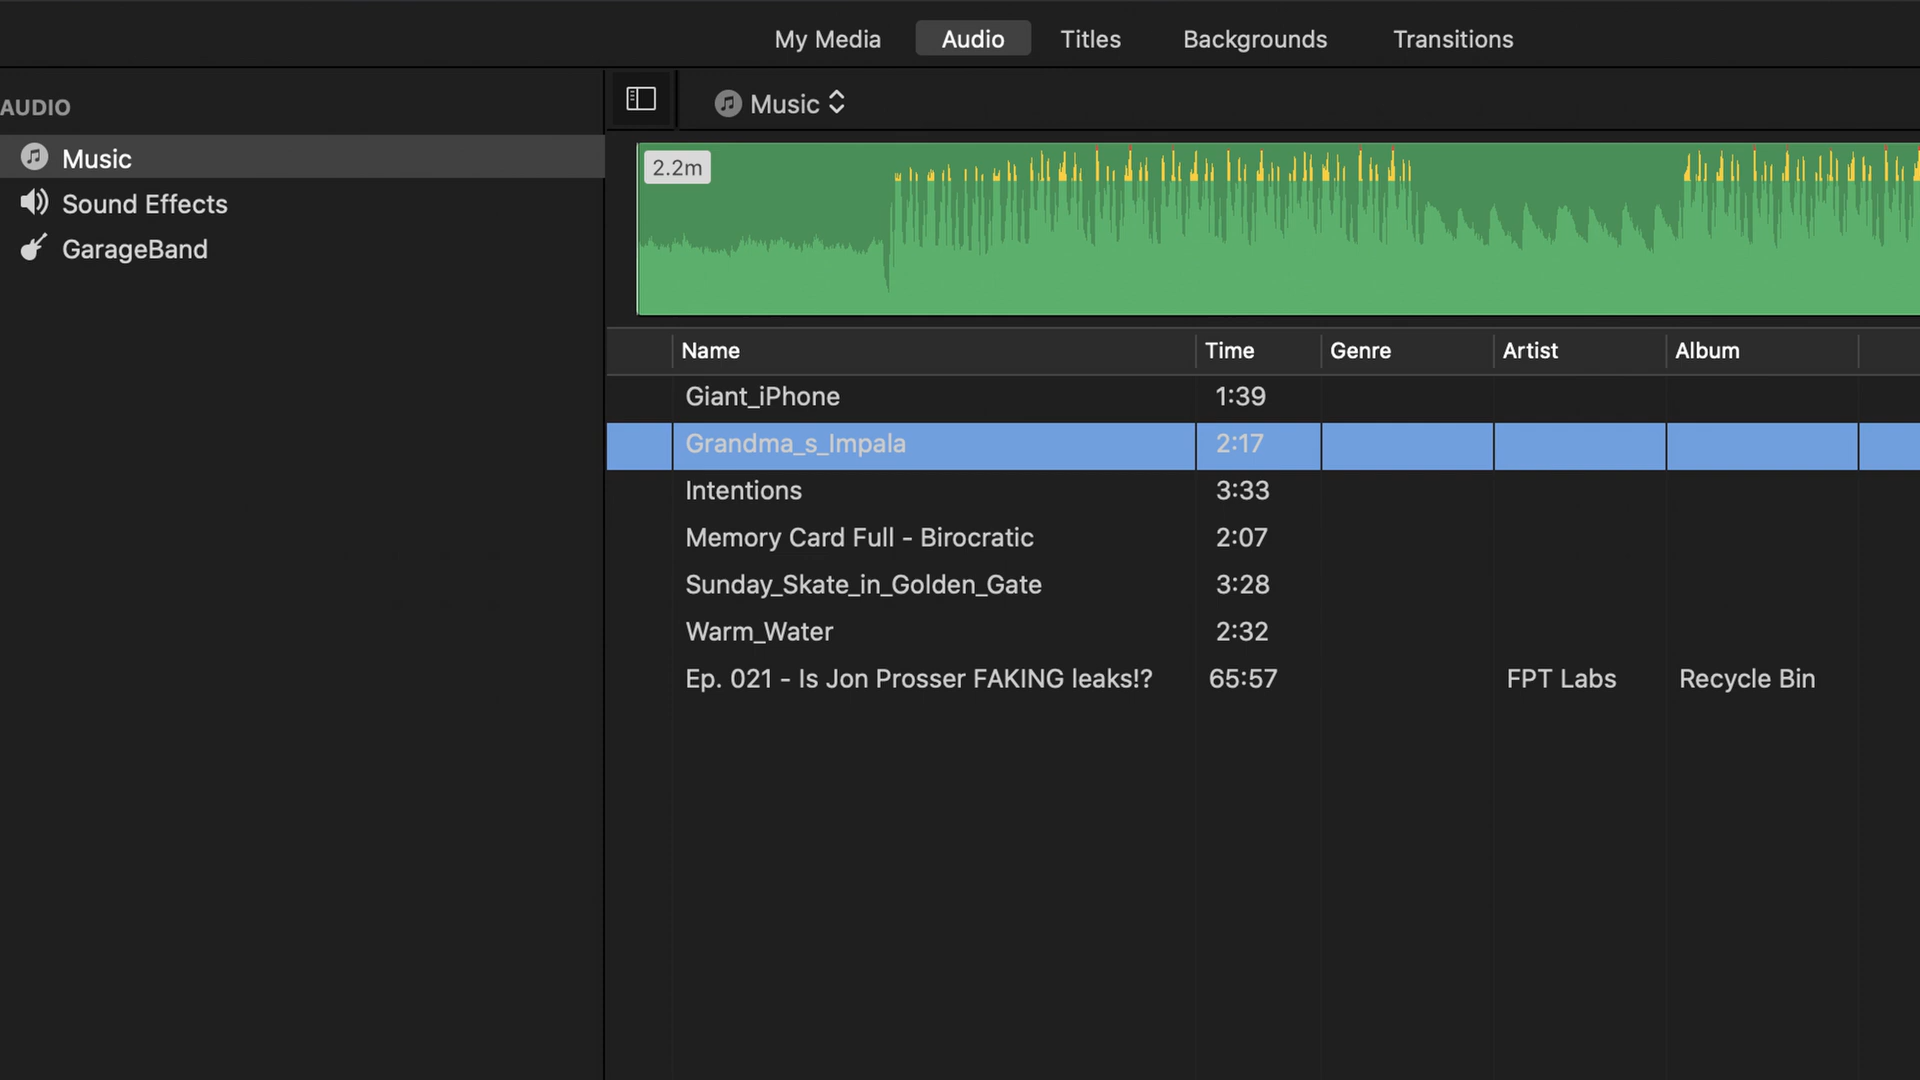 My Media Audio Titles Backgrounds Transitions
AUDIO
Music
Sound Effects
GarageBand
Music
2.2m
Name Time Genre Artist Album
Giant_iPhone 1:39
Grandma_s_Impala 2:17
Intentions 3:33
Memory Card Full - Birocratic 2:07
Sunday_Skate_in_Golden_Gate 3:28
Warm_Water 2:32
Ep. 021 - Is Jon Prosser FAKING leaks!? 65:57 FPT Labs Recycle Bin